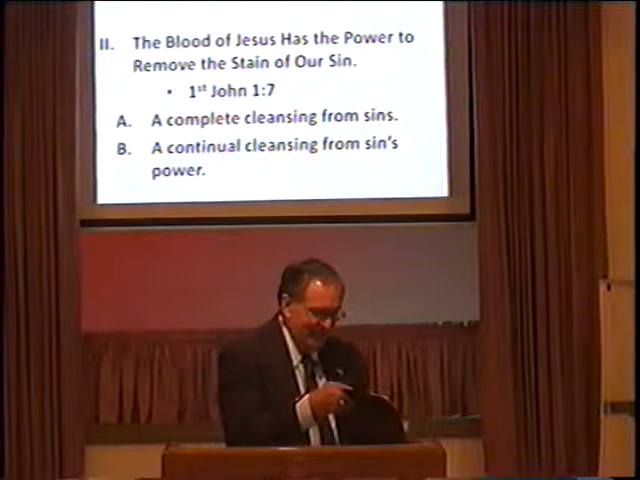 II. The Blood of Jesus Has the Power to
Remove the Stain of Our Sin.
• 1st John 1:7
A. A complete cleansing from sins.
B. A continual cleansing from sin's
power.